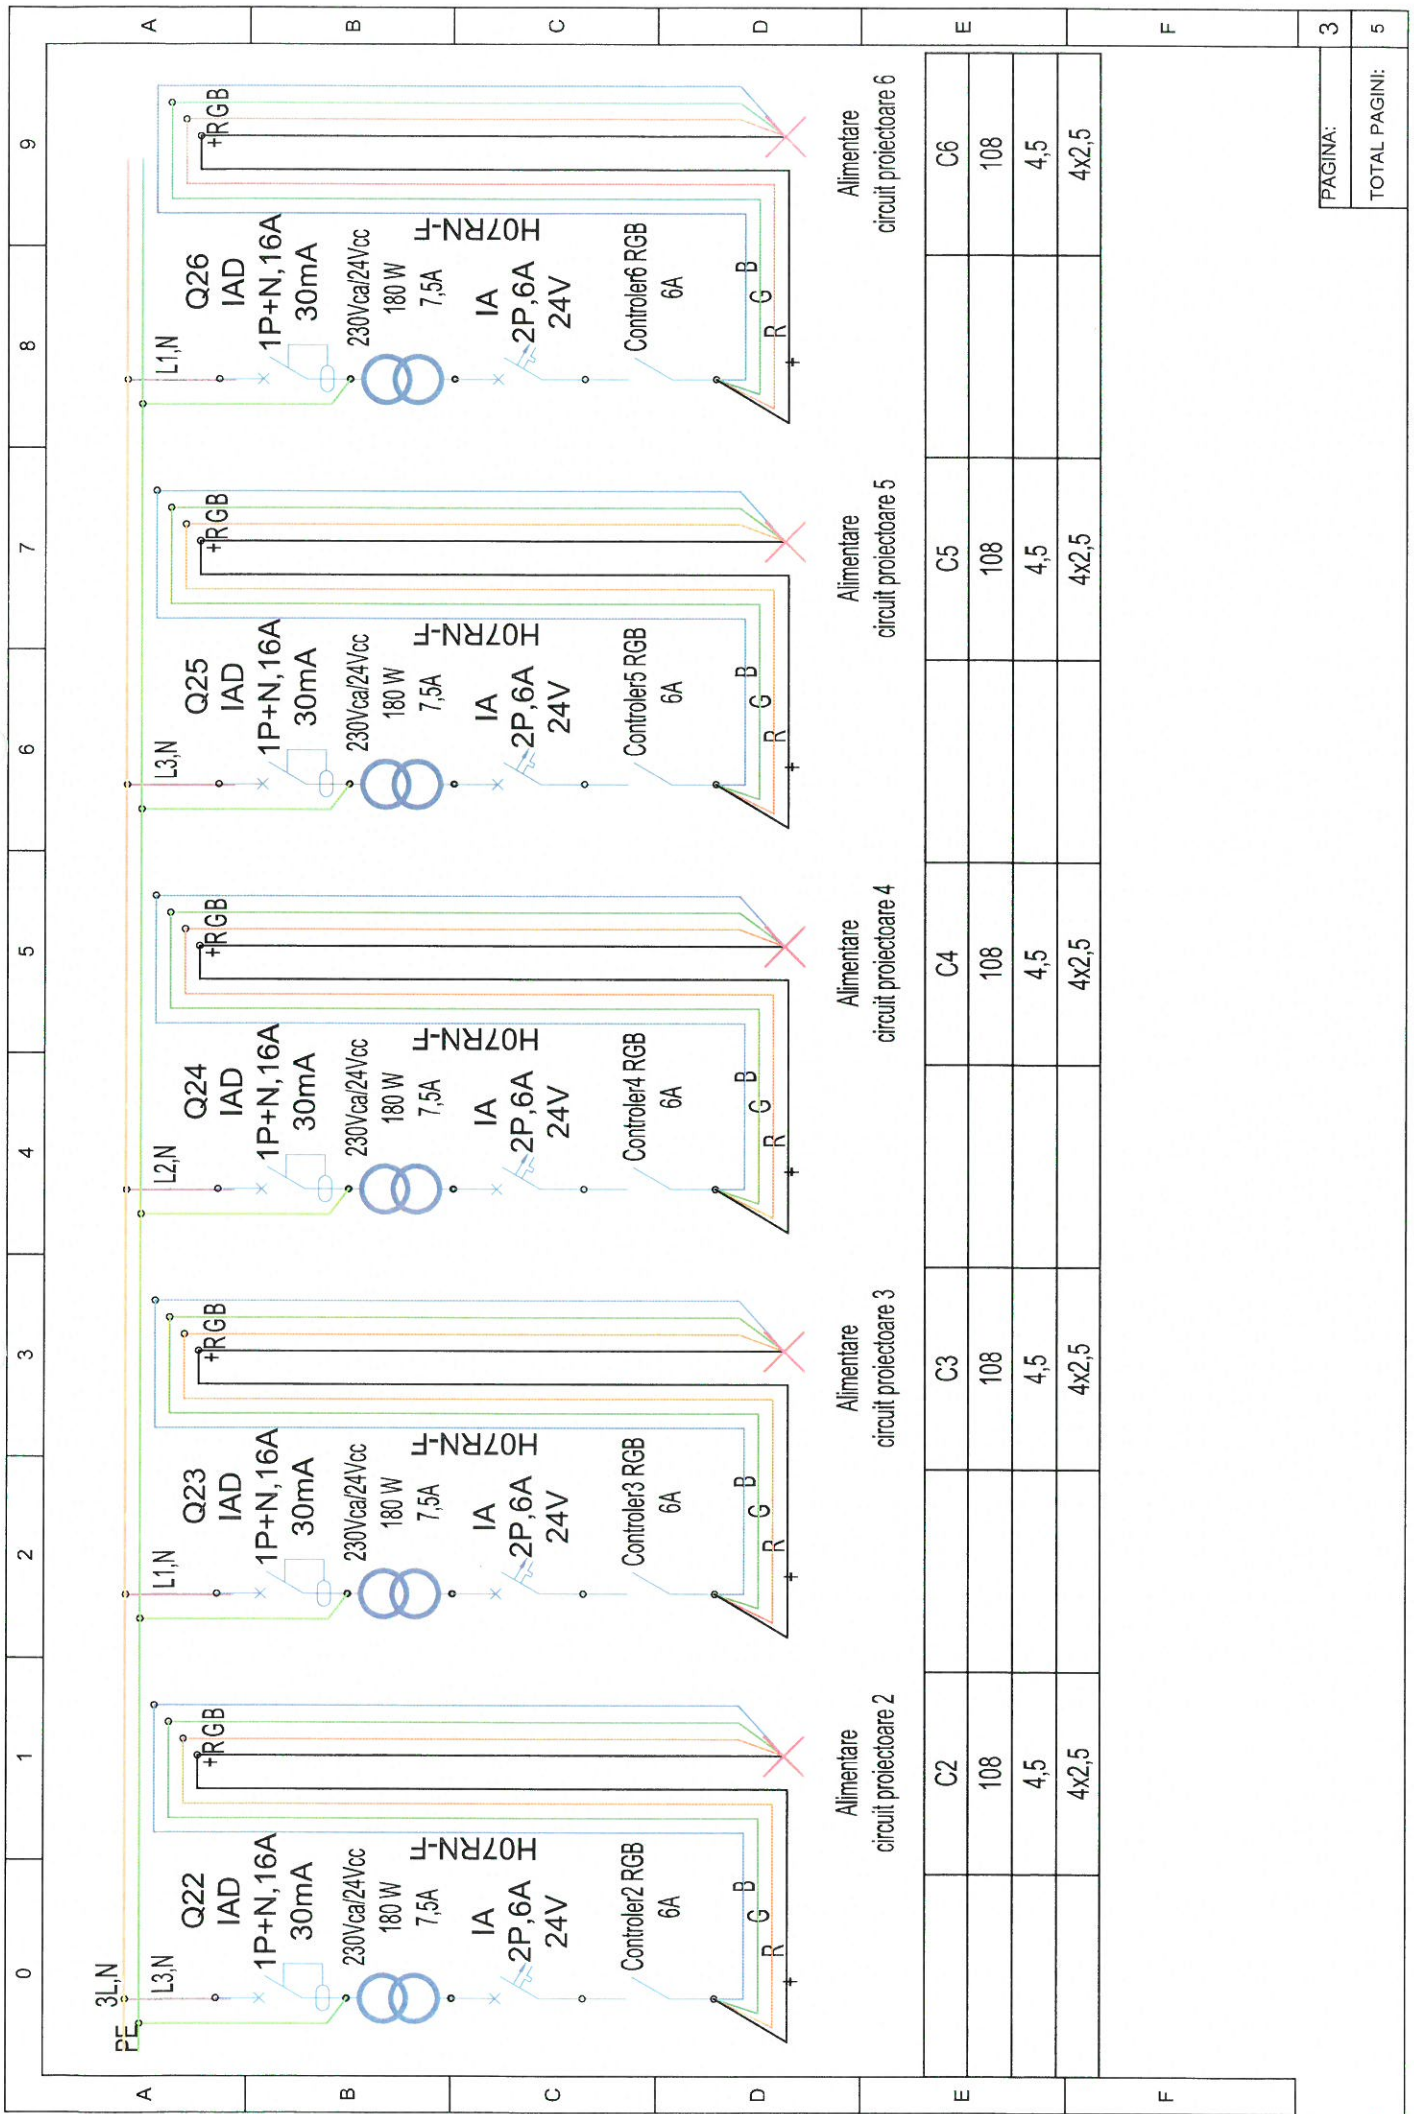 0 1 2 3 4 5 6 7 8 9
A
B
C
D
E
F
A
B
C
D
E
F
PE
3L,N
L3,N
Q22
IAD
1P+N,16A
30mA
230Vca/24Vcc
180 W
7,5A
H07RN-F
IA
2P,6A
24V
Controler2 RGB
6A
R G B
+
+RGB
Alimentare
circuit proiectoare 2
L1,N
Q23
IAD
1P+N,16A
30mA
230Vca/24Vcc
180 W
7,5A
H07RN-F
IA
2P,6A
24V
Controler3 RGB
6A
R G B
+
+RGB
Alimentare
circuit proiectoare 3
L2,N
Q24
IAD
1P+N,16A
30mA
230Vca/24Vcc
180 W
7,5A
H07RN-F
IA
2P,6A
24V
Controler4 RGB
6A
R G B
+
+RGB
Alimentare
circuit proiectoare 4
L3,N
Q25
IAD
1P+N,16A
30mA
230Vca/24Vcc
180 W
7,5A
H07RN-F
IA
2P,6A
24V
Controler5 RGB
6A
R G B
+
+RGB
Alimentare
circuit proiectoare 5
L1,N
Q26
IAD
1P+N,16A
30mA
230Vca/24Vcc
180 W
7,5A
H07RN-F
IA
2P,6A
24V
Controler6 RGB
6A
R G B
+
+RGB
Alimentare
circuit proiectoare 6
C2 C3 C4 C5 C6
108 108 108 108 108
4,5 4,5 4,5 4,5 4,5
4x2,5 4x2,5 4x2,5 4x2,5 4x2,5
PAGINA: 3
TOTAL PAGINI: 5